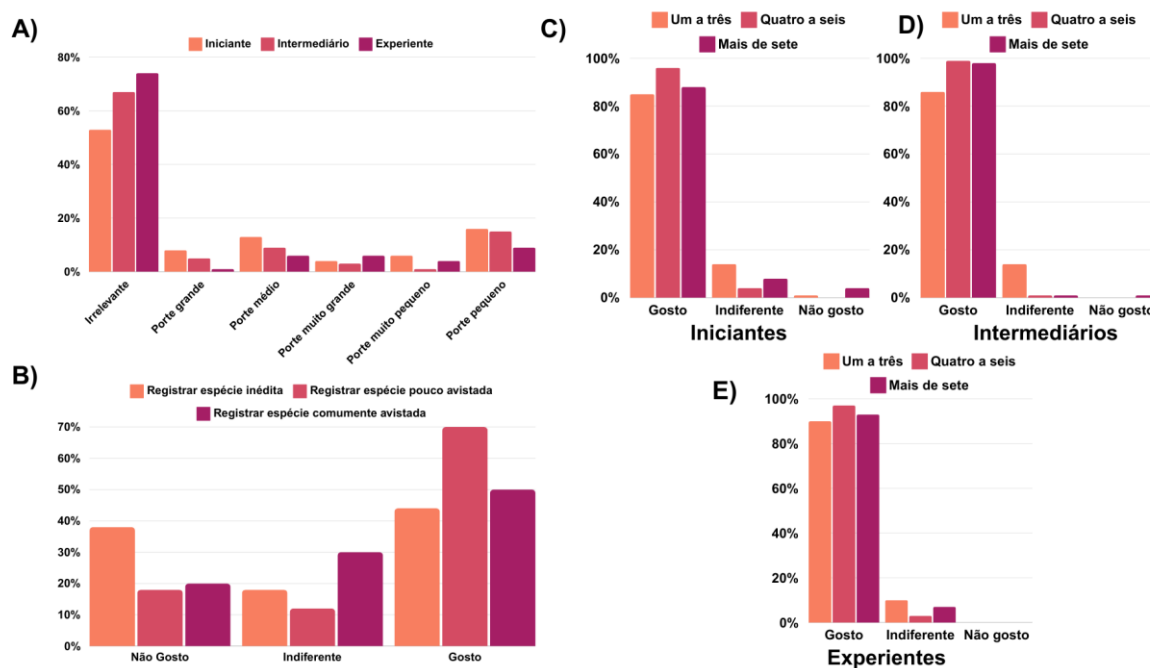 A)
Iniciante Intermediário Experiente
80%
60%
40%
20%
0%
Irrelevante Porte grande Porte médio Porte muito grande Porte muito pequeno Porte pequeno
B)
Registrar espécie inédita Registrar espécie pouco avistada
Registrar espécie comumente avistada
70%
60%
50%
40%
30%
20%
10%
0%
Não Gosto Indiferente Gosto
C)
Um a três Quatro a seis
Mais de sete
100%
80%
60%
40%
20%
0%
Gosto Indiferente Não gosto
Iniciantes
D)
Um a três Quatro a seis
Mais de sete
100%
80%
60%
40%
20%
0%
Gosto Indiferente Não gosto
Intermediários
E)
Um a três Quatro a seis
Mais de sete
100%
80%
60%
40%
20%
0%
Gosto Indiferente Não gosto
Experientes